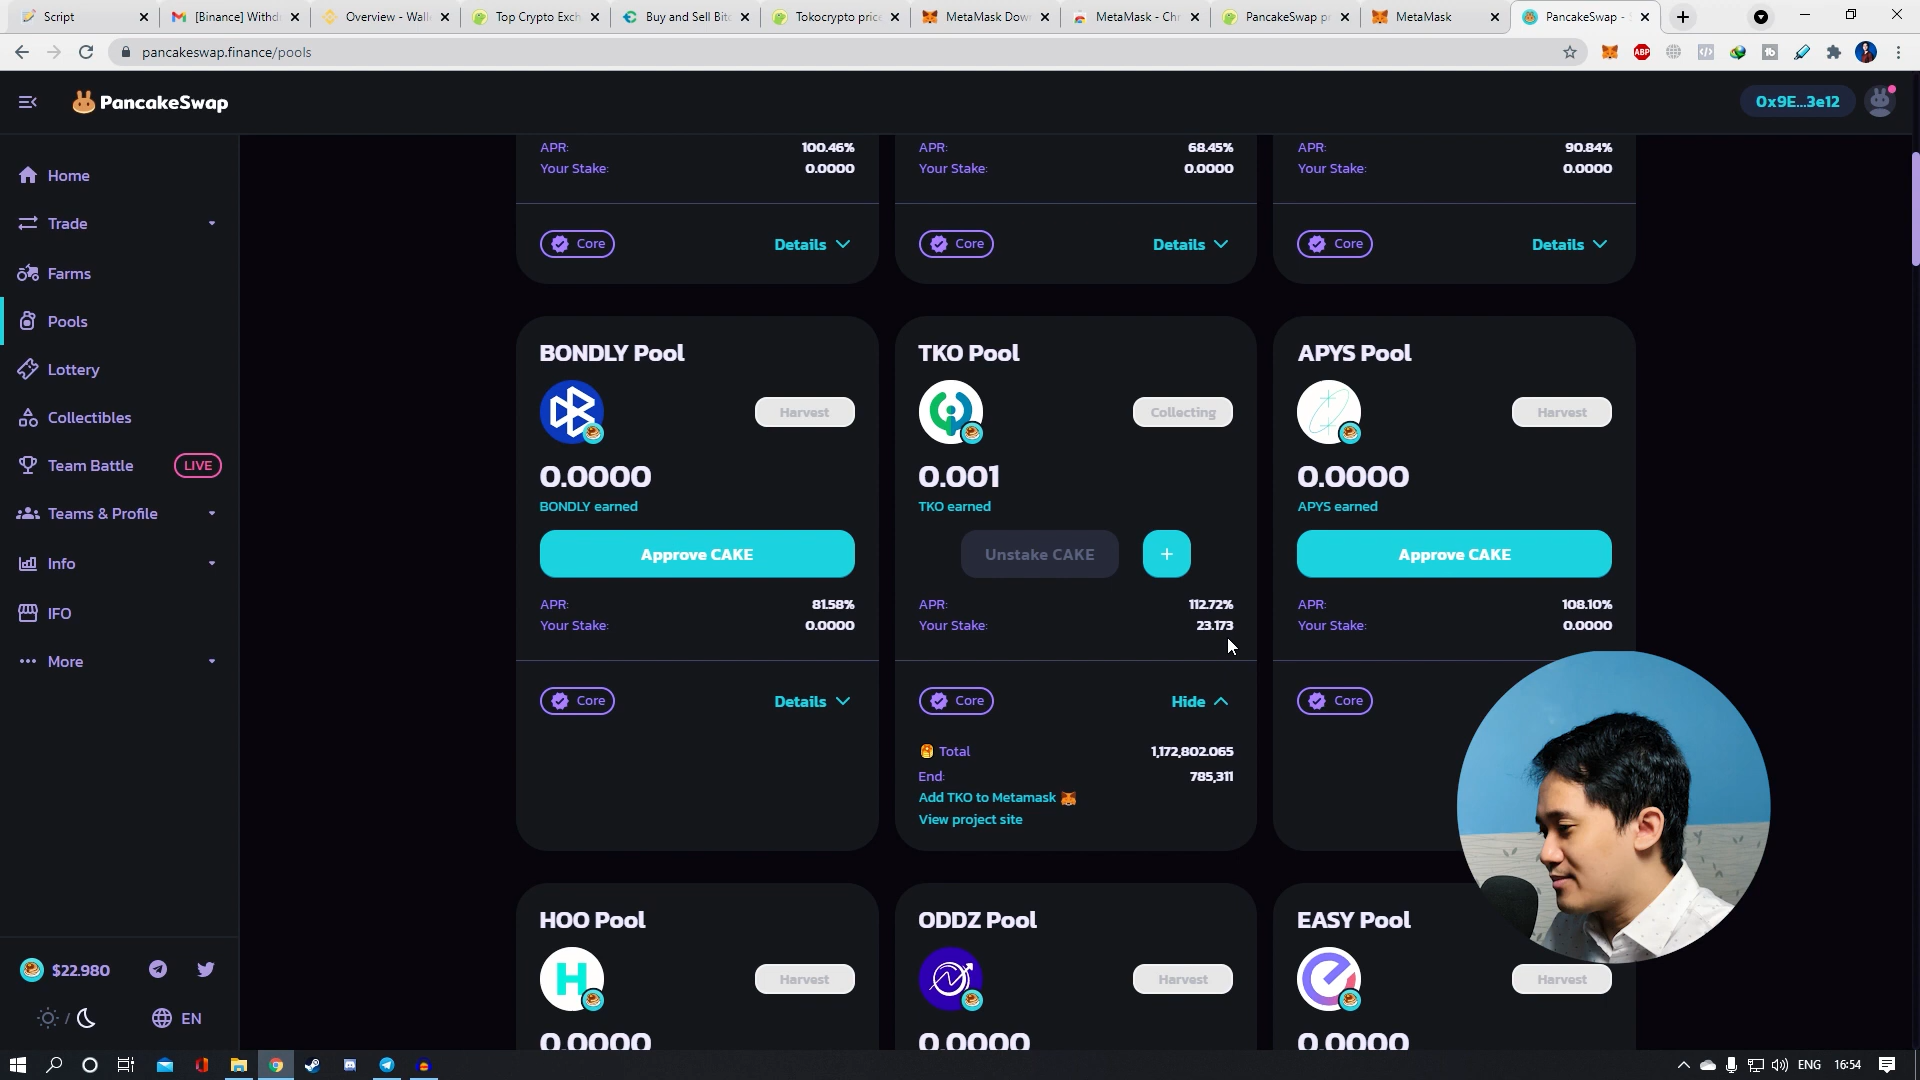 Script
[Binance] Withd
Overview - Walle
Top Crypto Exch
Buy and Sell Bit
Tokocrypto price
MetaMask Dow
MetaMask - Chr
PancakeSwap pr
MetaMask
PancakeSwap -
pancakeswap.finance/pools
ABP
PancakeSwap
0x9E...3e12
Home
Trade
Farms
Pools
Lottery
Collectibles
Team Battle
LIVE
Teams & Profile
Info
IFO
More
$22.980
/
EN
APR: 100.46%
Your Stake: 0.0000
Core
Details
APR: 68.45%
Your Stake: 0.0000
Core
Details
APR: 90.84%
Your Stake: 0.0000
Core
Details
BONDLY Pool
Harvest
0.0000
BONDLY earned
Approve CAKE
APR: 81.58%
Your Stake: 0.0000
Core
Details
TKO Pool
Collecting
0.001
TKO earned
Unstake CAKE
+
APR: 112.72%
Your Stake: 23.173
Core
Hide
Total 1,172,802.065
End: 785,311
Add TKO to Metamask
View project site
APYS Pool
Harvest
0.0000
APYS earned
Approve CAKE
APR: 108.10%
Your Stake: 0.0000
Core
HOO Pool
Harvest
0.0000
ODDZ Pool
Harvest
0.0000
EASY Pool
Harvest
0.0000
ENG
16:54